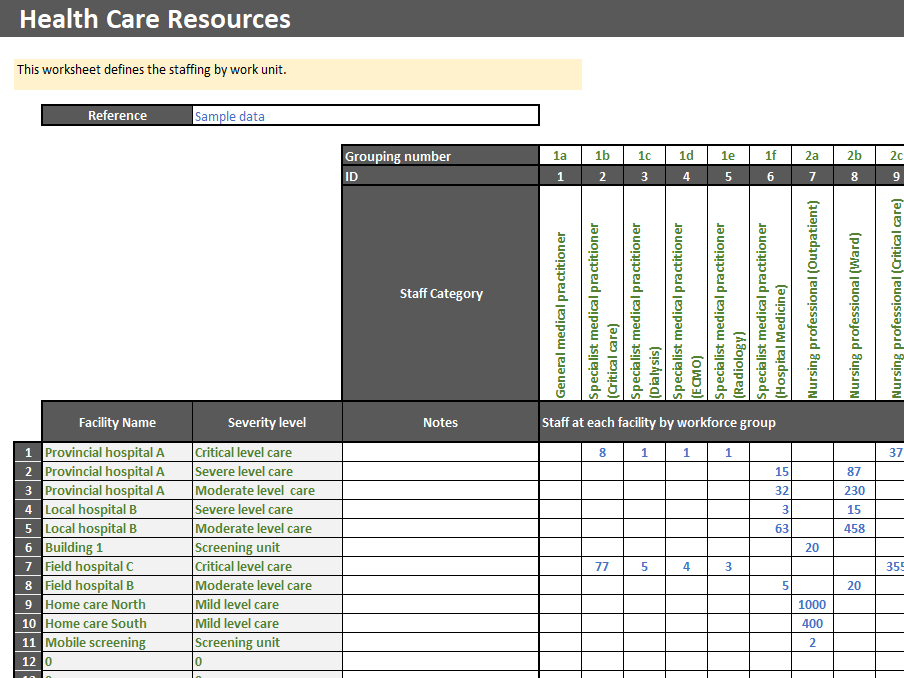 Health Care Resources
This worksheet defines the staffing by work unit.
Reference Sample data
Grouping number 1a 1b 1c 1d 1e 1f 2a 2b 2c
ID 1 2 3 4 5 6 7 8 9
Staff Category
General medical practitioner
Specialist medical practitioner
(Critical care)
Specialist medical practitioner
(Dialysis)
Specialist medical practitioner
(ECMO)
Specialist medical practitioner
(Radiology)
Specialist medical practitioner
(Hospital Medicine)
Nursing professional (Outpatient)
Nursing professional (Ward)
Nursing professional (Critical care)
Facility Name Severity level Notes Staff at each facility by workforce group
1 Provincial hospital A Critical level care 8 1 1 1 37
2 Provincial hospital A Severe level care 15 87
3 Provincial hospital A Moderate level  care 32 230
4 Local hospital B Severe level care 3 15
5 Local hospital B Moderate level care 63 458
6 Building 1 Screening unit 20
7 Field hospital C Critical level care 77 5 4 3 355
8 Field hospital B Moderate level care 5 20
9 Home care North Mild level care 1000
10 Home care South Mild level care 400
11 Mobile screening Screening unit 2
12 0 0